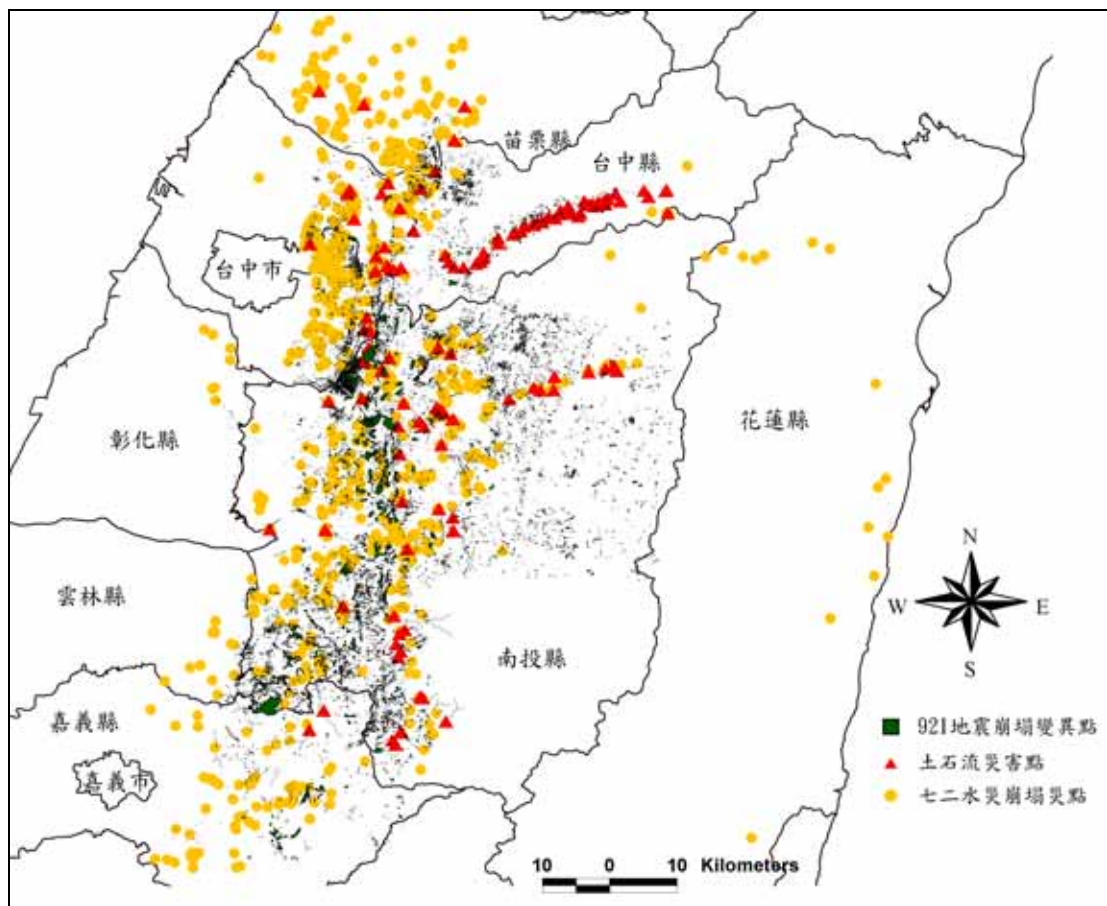 苗栗縣
台中縣
台中市
彰化縣
花蓮縣
雲林縣
南投縣
嘉義縣
嘉義市
N
W
E
S
921地震崩塌變異點
土石流災害點
七二水災崩塌災點
10 0 10 Kilometers